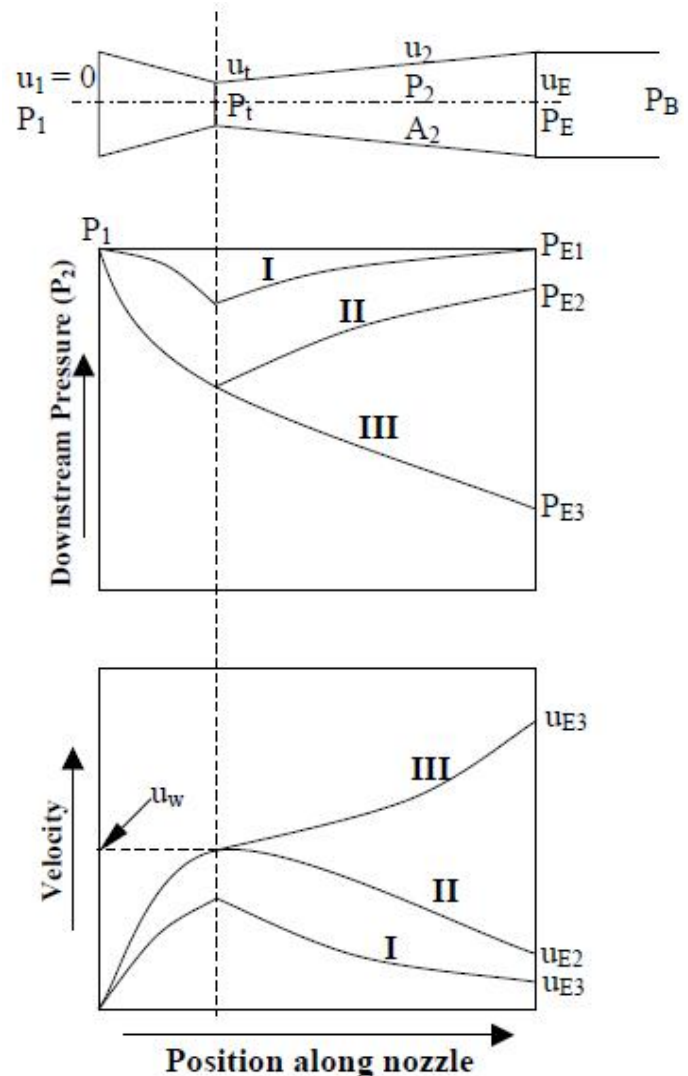 u₁ = 0 uₜ u₂ u_E
P₁ Pₜ P₂ P_E P_B
A₂
P₁
Downstream Pressure (P₂)
I
II
III
P_E1
P_E2
P_E3
Velocity
u_w
III
II
I
u_E3
u_E2
u_E3
Position along nozzle